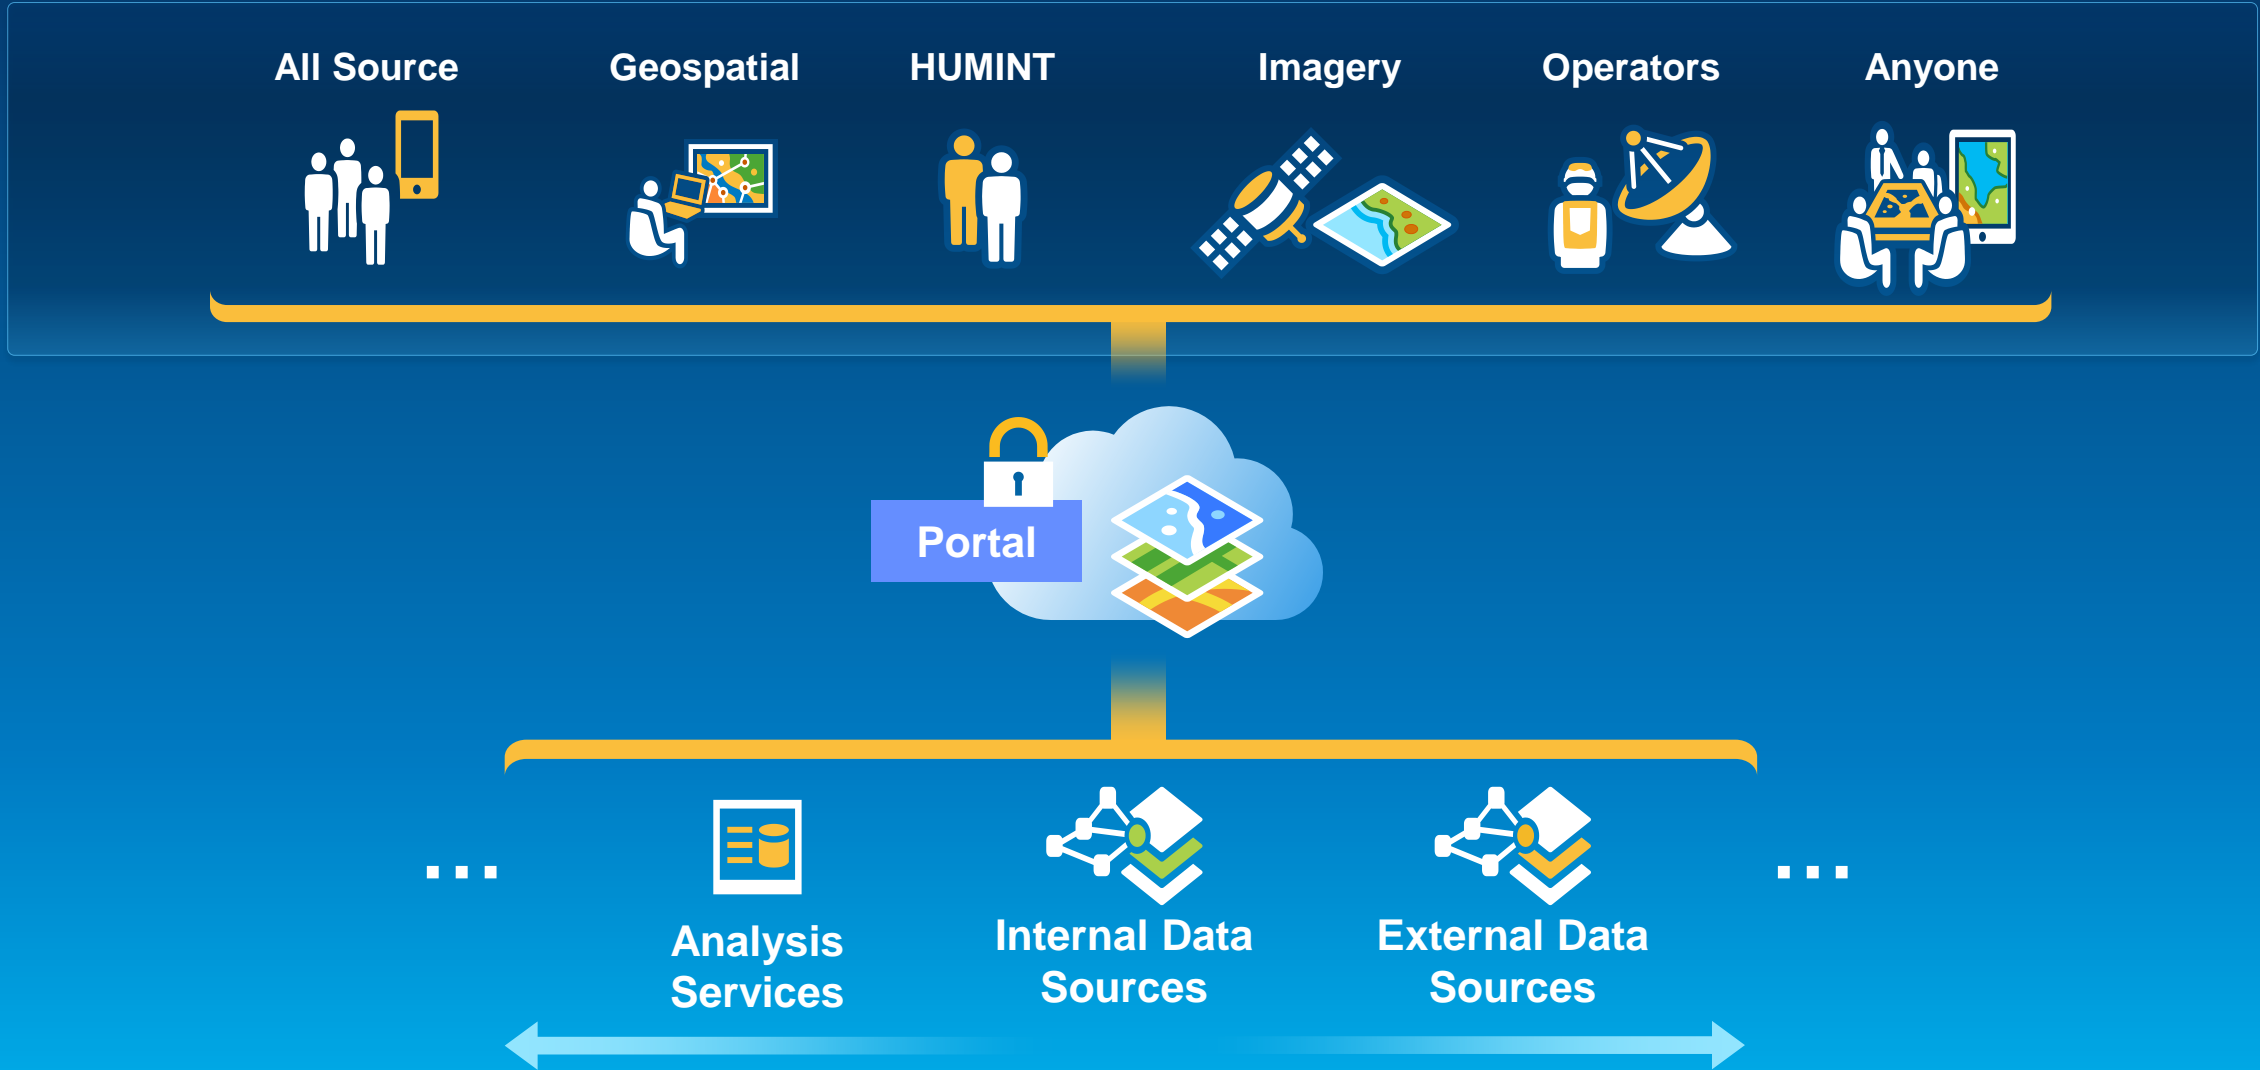 All Source
Geospatial
HUMINT
Imagery
Operators
Anyone
Portal
...
Analysis
Services
Internal Data
Sources
External Data
Sources
...